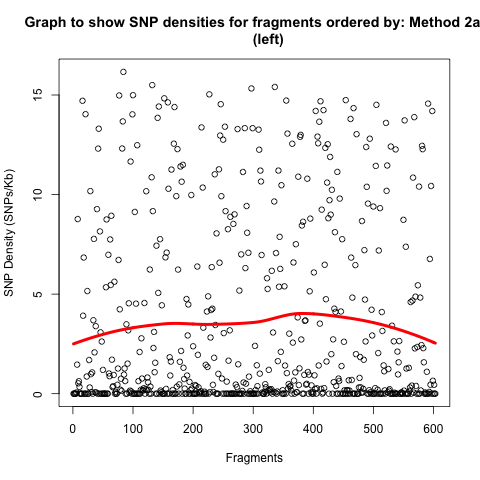 Graph to show SNP densities for fragments ordered by: Method 2a
(left)
SNP Density (SNPs/Kb)
15
10
5
0
0 100 200 300 400 500 600
Fragments